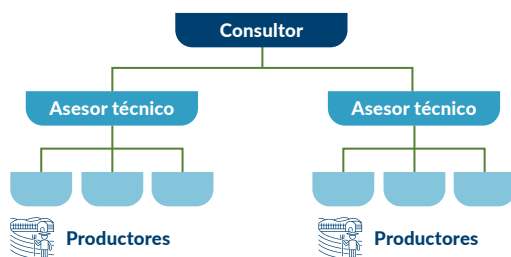 Consultor
Asesor técnico
Asesor técnico
Productores
Productores